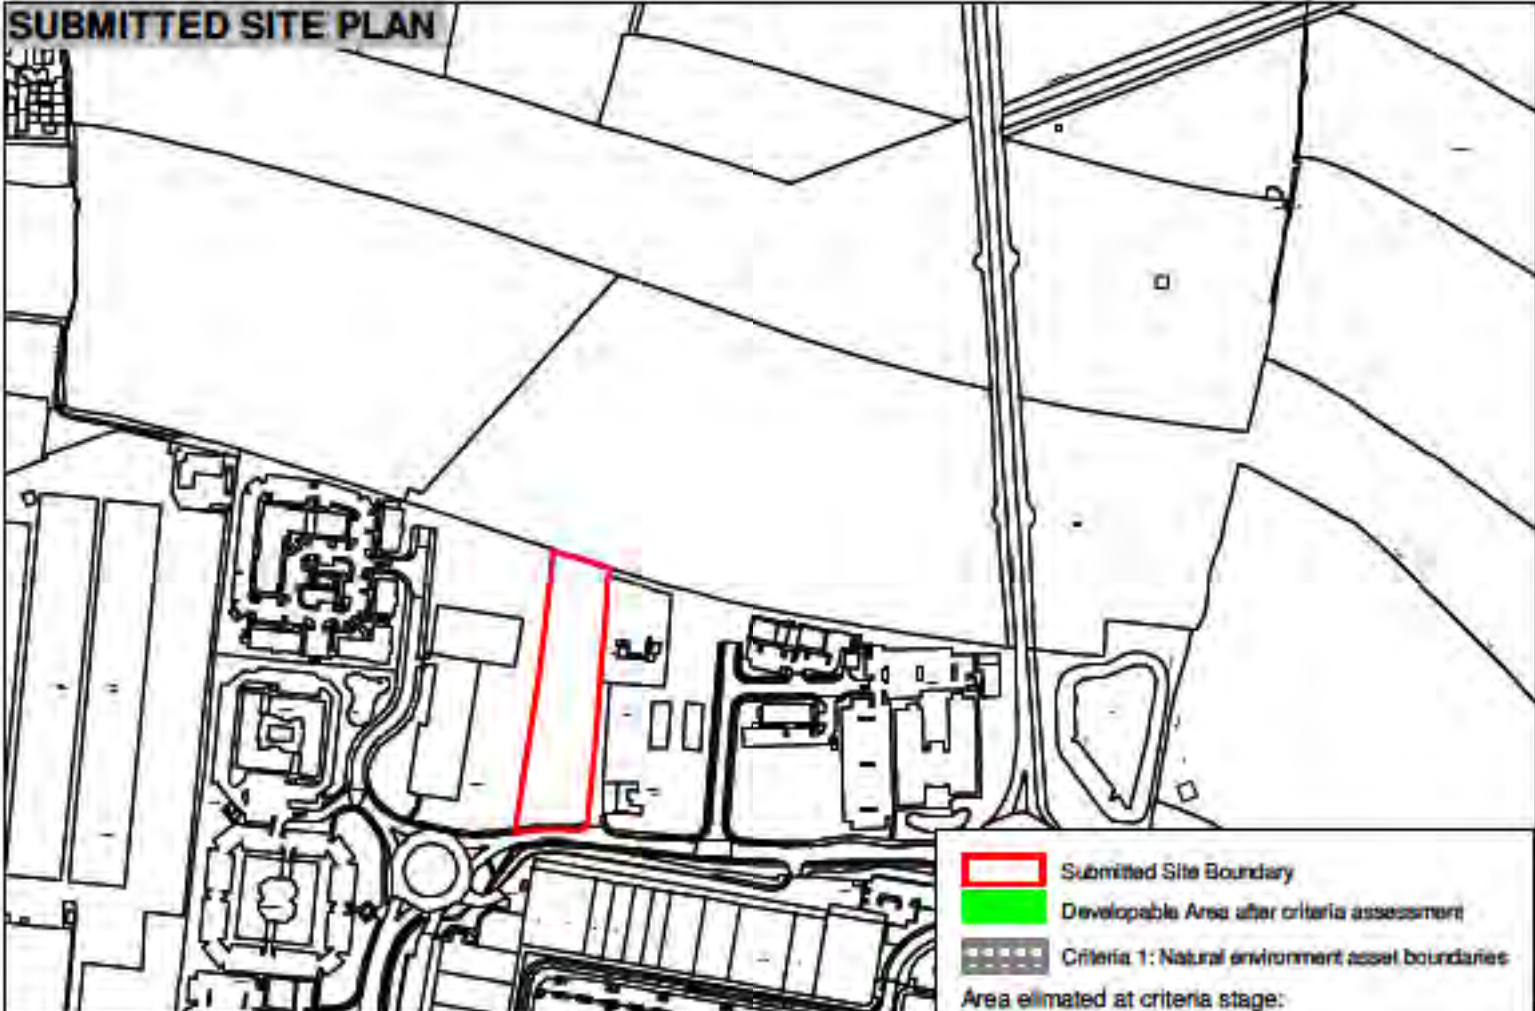 SUBMITTED SITE PLAN
Submitted Site Boundary
Developable Area after criteria assessment
Criteria 1: Natural environment asset boundaries
Area elimated at criteria stage: